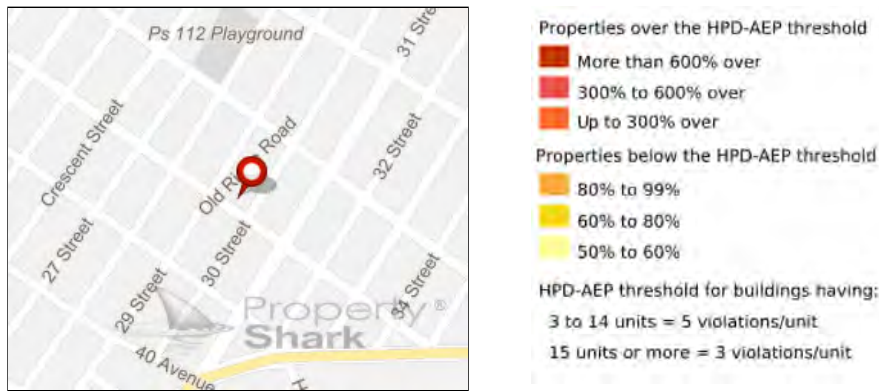 Ps 112 Playground
31 Str
Crescent Street
Old Ri Road
32 Street
27 Street
30 Street
29 Street
34 Street
Property ®
Shark
40 Avenue
H
Properties over the HPD-AEP threshold
More than 600% over
300% to 600% over
Up to 300% over
Properties below the HPD-AEP threshold
80% to 99%
60% to 80%
50% to 60%
HPD-AEP threshold for buildings having:
3 to 14 units = 5 violations/unit
15 units or more = 3 violations/unit